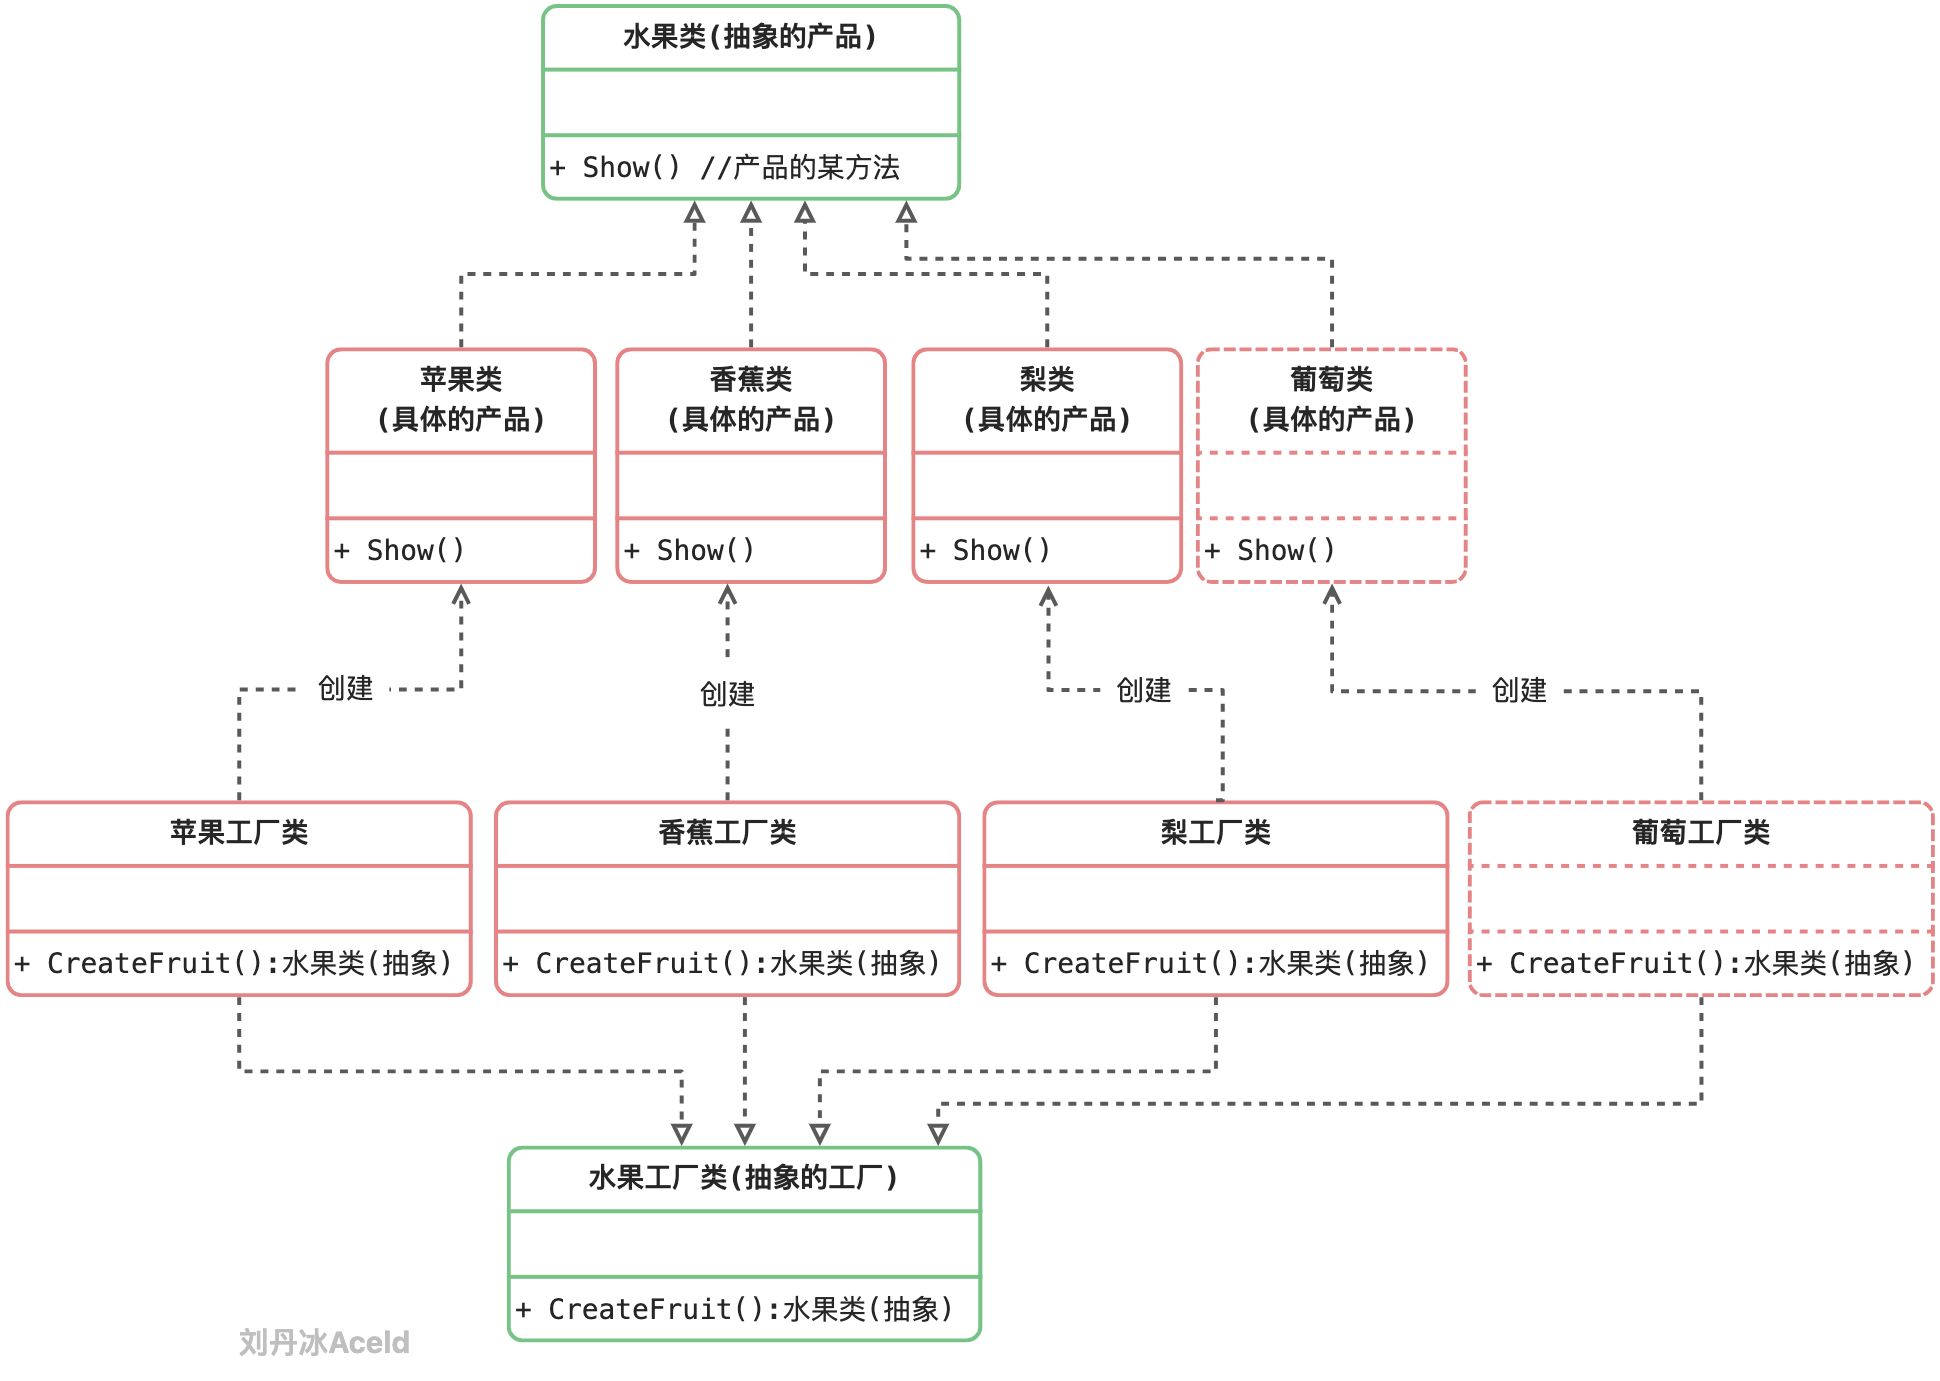 水果类(抽象的产品)
+ Show() //产品的某方法
苹果类
(具体的产品)
+ Show()
香蕉类
(具体的产品)
+ Show()
梨类
(具体的产品)
+ Show()
葡萄类
(具体的产品)
+ Show()
创建
创建
创建
创建
苹果工厂类
+ CreateFruit():水果类(抽象)
香蕉工厂类
+ CreateFruit():水果类(抽象)
梨工厂类
+ CreateFruit():水果类(抽象)
葡萄工厂类
+ CreateFruit():水果类(抽象)
水果工厂类(抽象的工厂)
+ CreateFruit():水果类(抽象)
刘丹冰Aceld